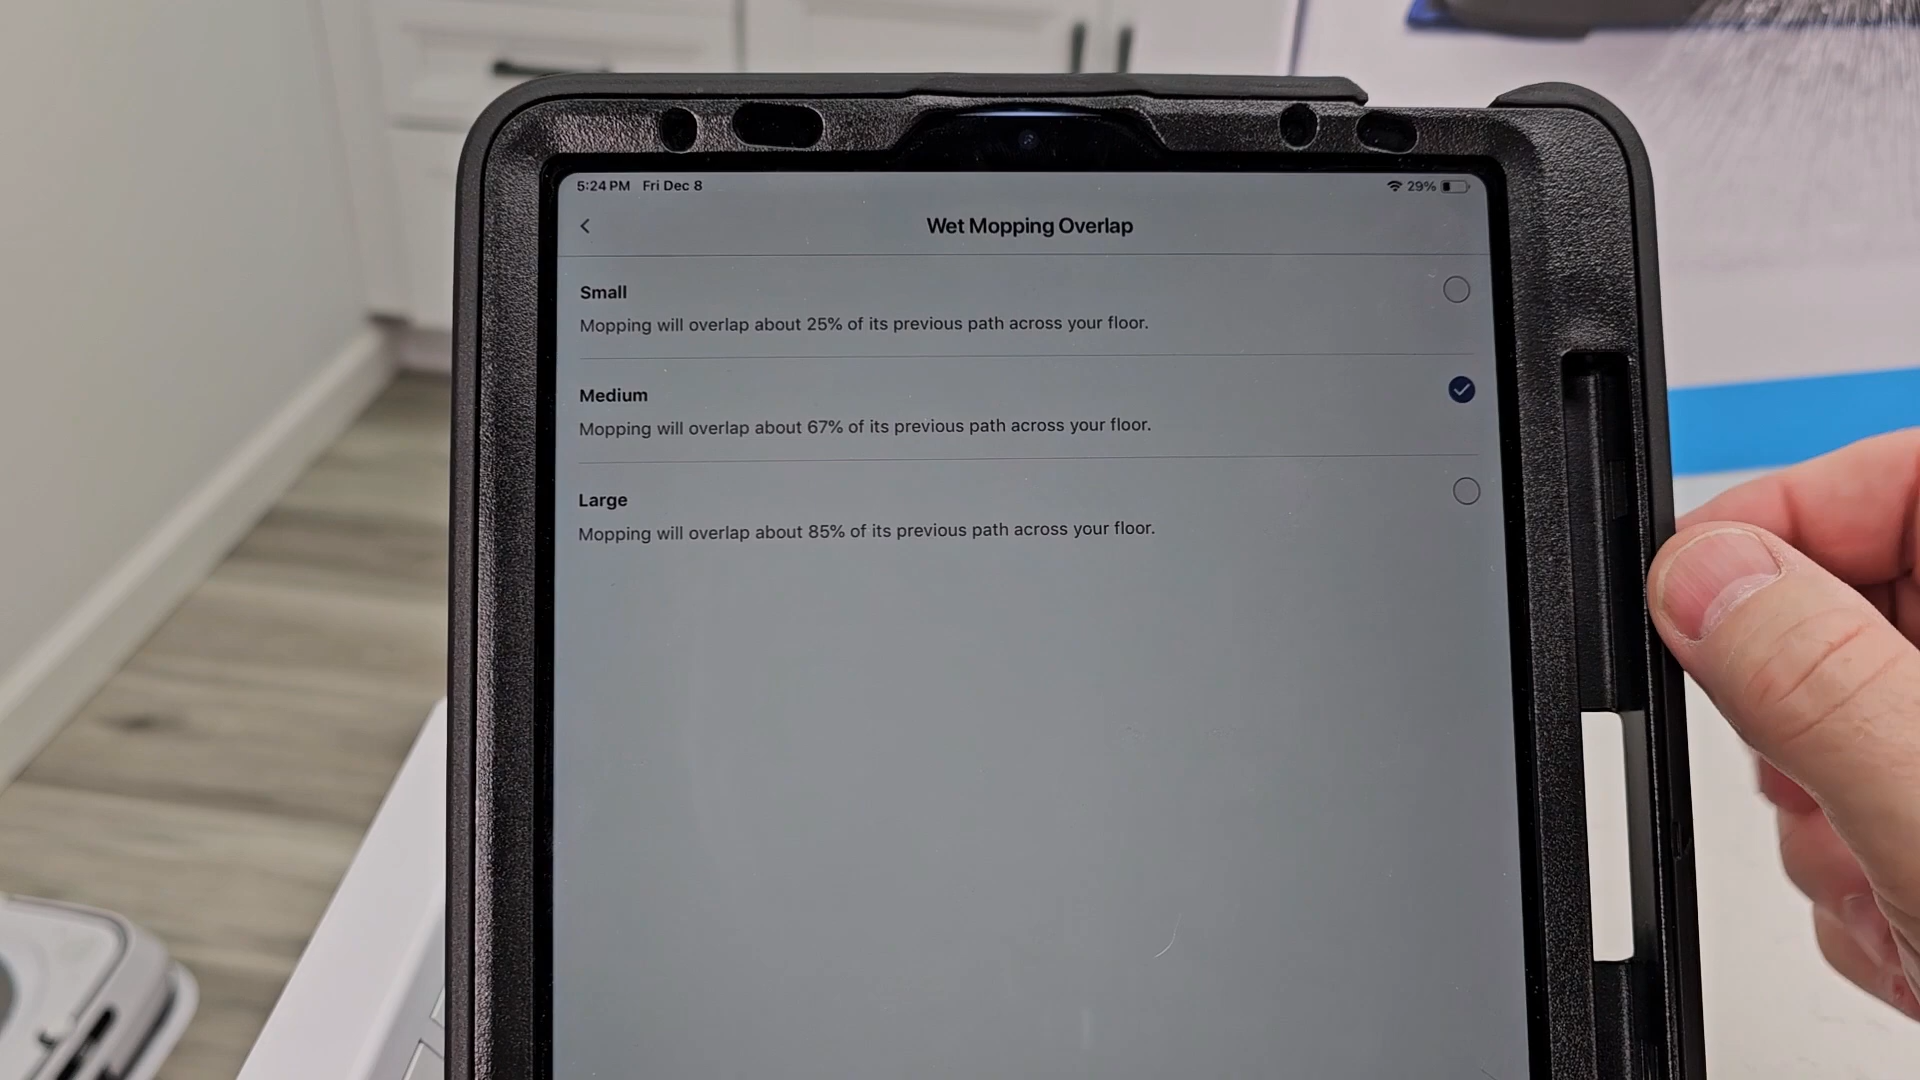 5:24 PM Fri Dec 8 29%
Wet Mopping Overlap
Small
Mopping will overlap about 25% of its previous path across your floor.
Medium
Mopping will overlap about 67% of its previous path across your floor.
Large
Mopping will overlap about 85% of its previous path across your floor.